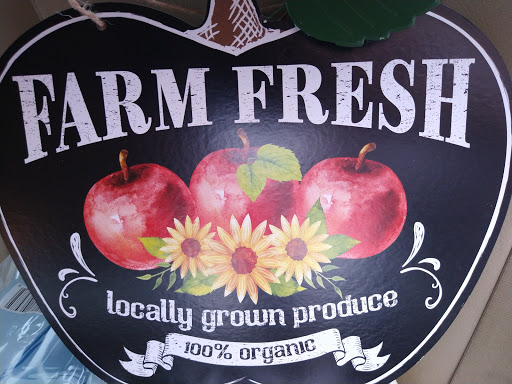 FARM FRESH
locally grown produce
100% organic